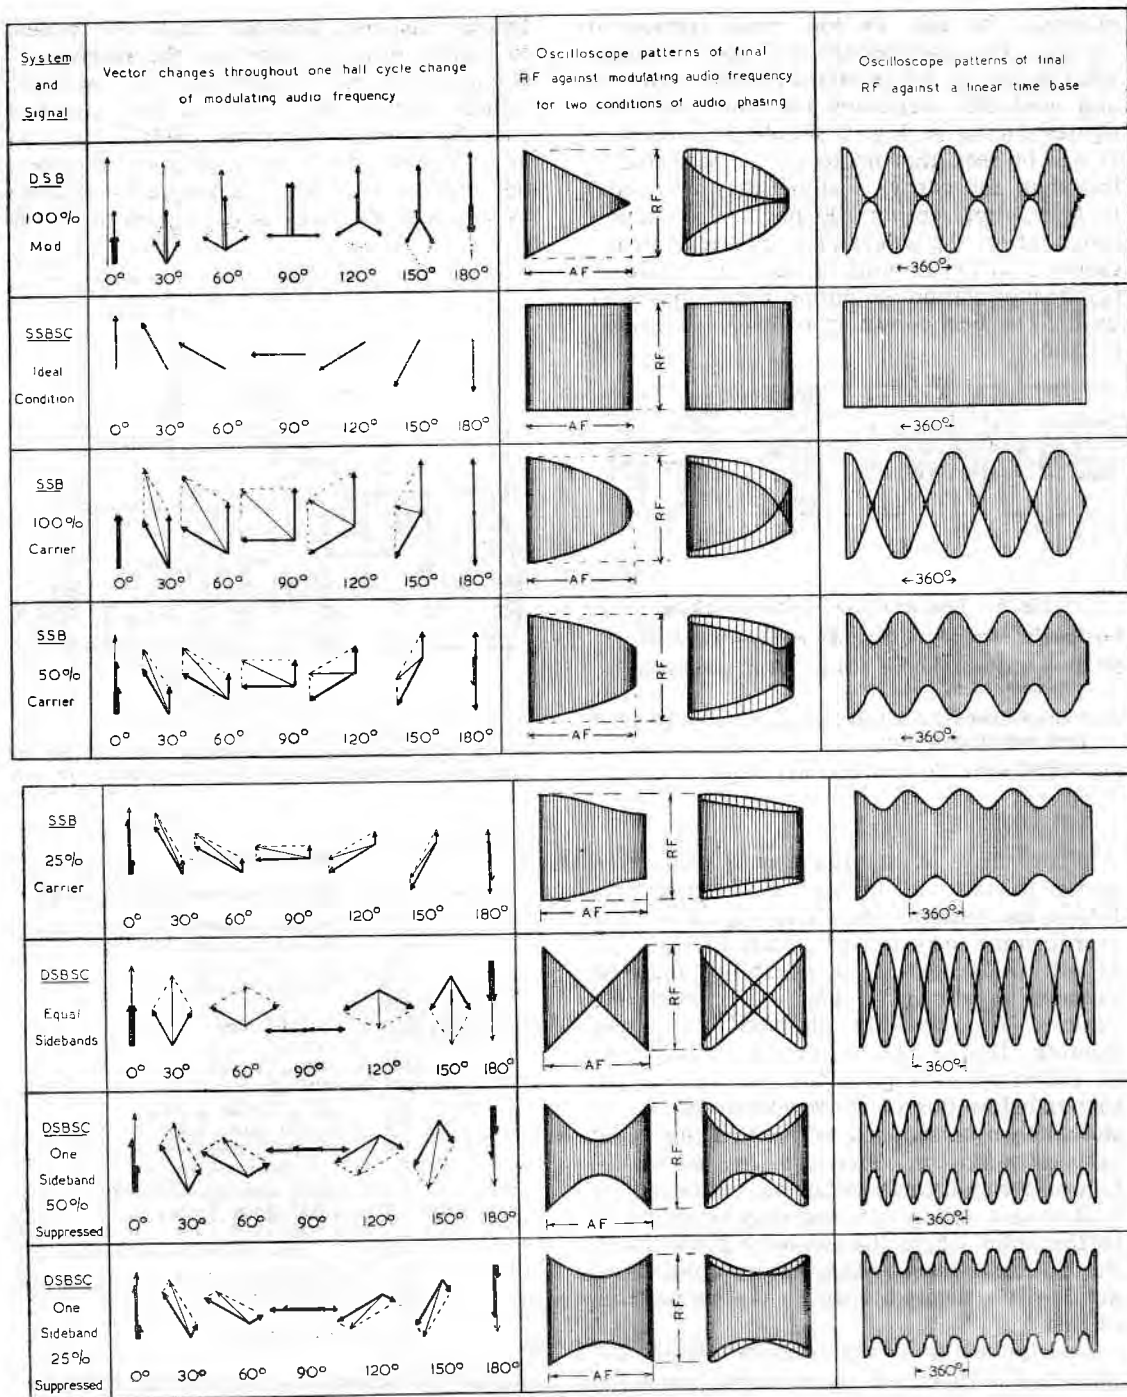 System
and
Signal
Vector changes throughout one half cycle change
of modulating audio frequency
Oscilloscope patterns of final
RF against modulating audio frequency
for two conditions of audio phasing
Oscilloscope patterns of final
RF against a linear time base
DSB
100%
Mod
0° 30° 60° 90° 120° 150° 180°
AF
RF
360°
SSBSC
Ideal
Condition
0° 30° 60° 90° 120° 150° 180°
AF
RF
360°
SSB
100%
Carrier
0° 30° 60° 90° 120° 150° 180°
AF
RF
360°
SSB
50%
Carrier
0° 30° 60° 90° 120° 150° 180°
AF
RF
360°
SSB
25%
Carrier
0° 30° 60° 90° 120° 150° 180°
AF
RF
360°
DSBSC
Equal
Sidebands
0° 30° 60° 90° 120° 150° 180°
AF
RF
360°
DSBSC
One
Sideband
50%
Suppressed
0° 30° 60° 90° 120° 150° 180°
AF
RF
360°
DSBSC
One
Sideband
25%
Suppressed
0° 30° 60° 90° 120° 150° 180°
AF
RF
360°